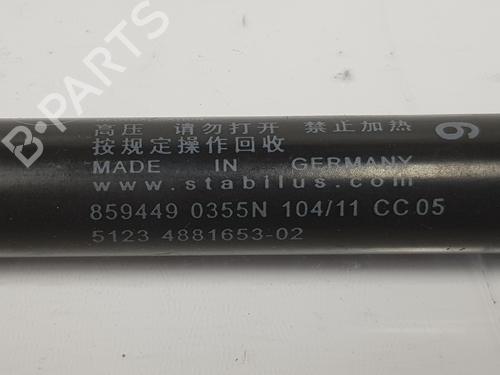 高压 请勿打开 禁止加热
按规定操作回收
MADE IN GERMANY
www.stabilus.com
859449 0355N 104/11 CC05
5123 4881653-02
9
B-PARTS